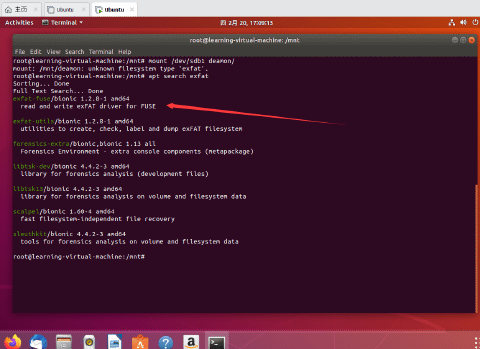 主页
Ubuntu
Ubuntu
Activities
Terminal
四 2月 20, 17:09:13
root@learning-virtual-machine: /mnt
File Edit View Search Terminal Help
root@learning-virtual-machine:/mnt# mount /dev/sdb1 deamon/
mount: /mnt/deamon: unknown filesystem type 'exfat'.
root@learning-virtual-machine:/mnt# apt search exfat
Sorting... Done
Full Text Search... Done
exfat-fuse/bionic 1.2.8-1 amd64
read and write exFAT driver for FUSE
exfat-utils/bionic 1.2.8-1 amd64
utilities to create, check, label and dump exFAT filesystem
forensics-extra/bionic,bionic 1.13 all
Forensics Environment - extra console components (metapackage)
libtsk-dev/bionic 4.4.2-3 amd64
library for forensics analysis (development files)
libtsk13/bionic 4.4.2-3 amd64
library for forensics analysis on volume and filesystem data
scalpel/bionic 1.60-4 amd64
fast filesystem-independent file recovery
sleuthkit/bionic 4.4.2-3 amd64
tools for forensics analysis on volume and filesystem data
root@learning-virtual-machine:/mnt#